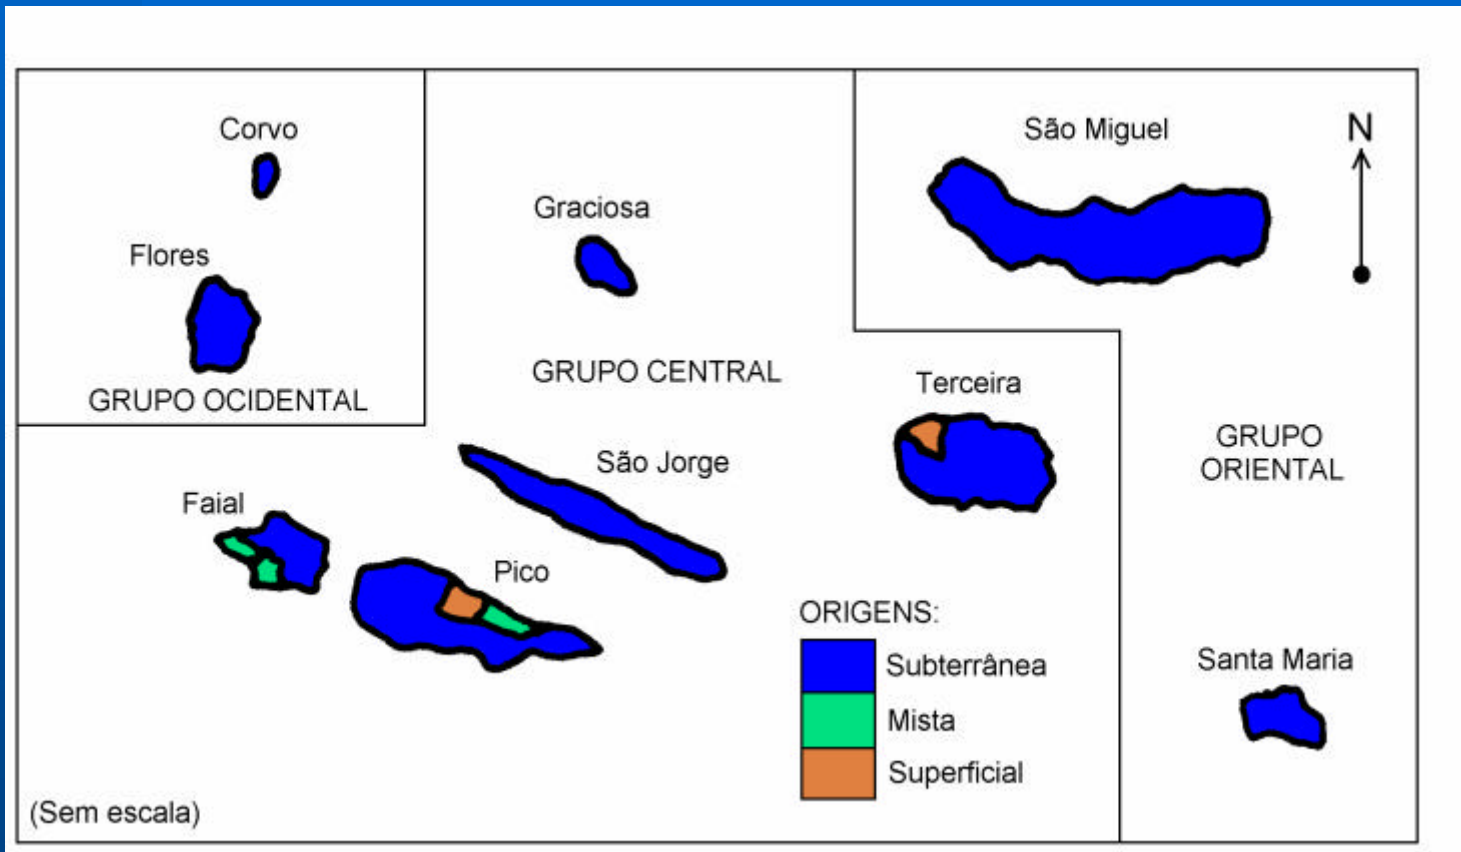 Corvo
Flores
GRUPO OCIDENTAL
Graciosa
GRUPO CENTRAL
São Miguel
N
Terceira
GRUPO
ORIENTAL
São Jorge
Faial
Pico
Santa Maria
ORIGENS:
Subterrânea
Mista
Superficial
(Sem escala)